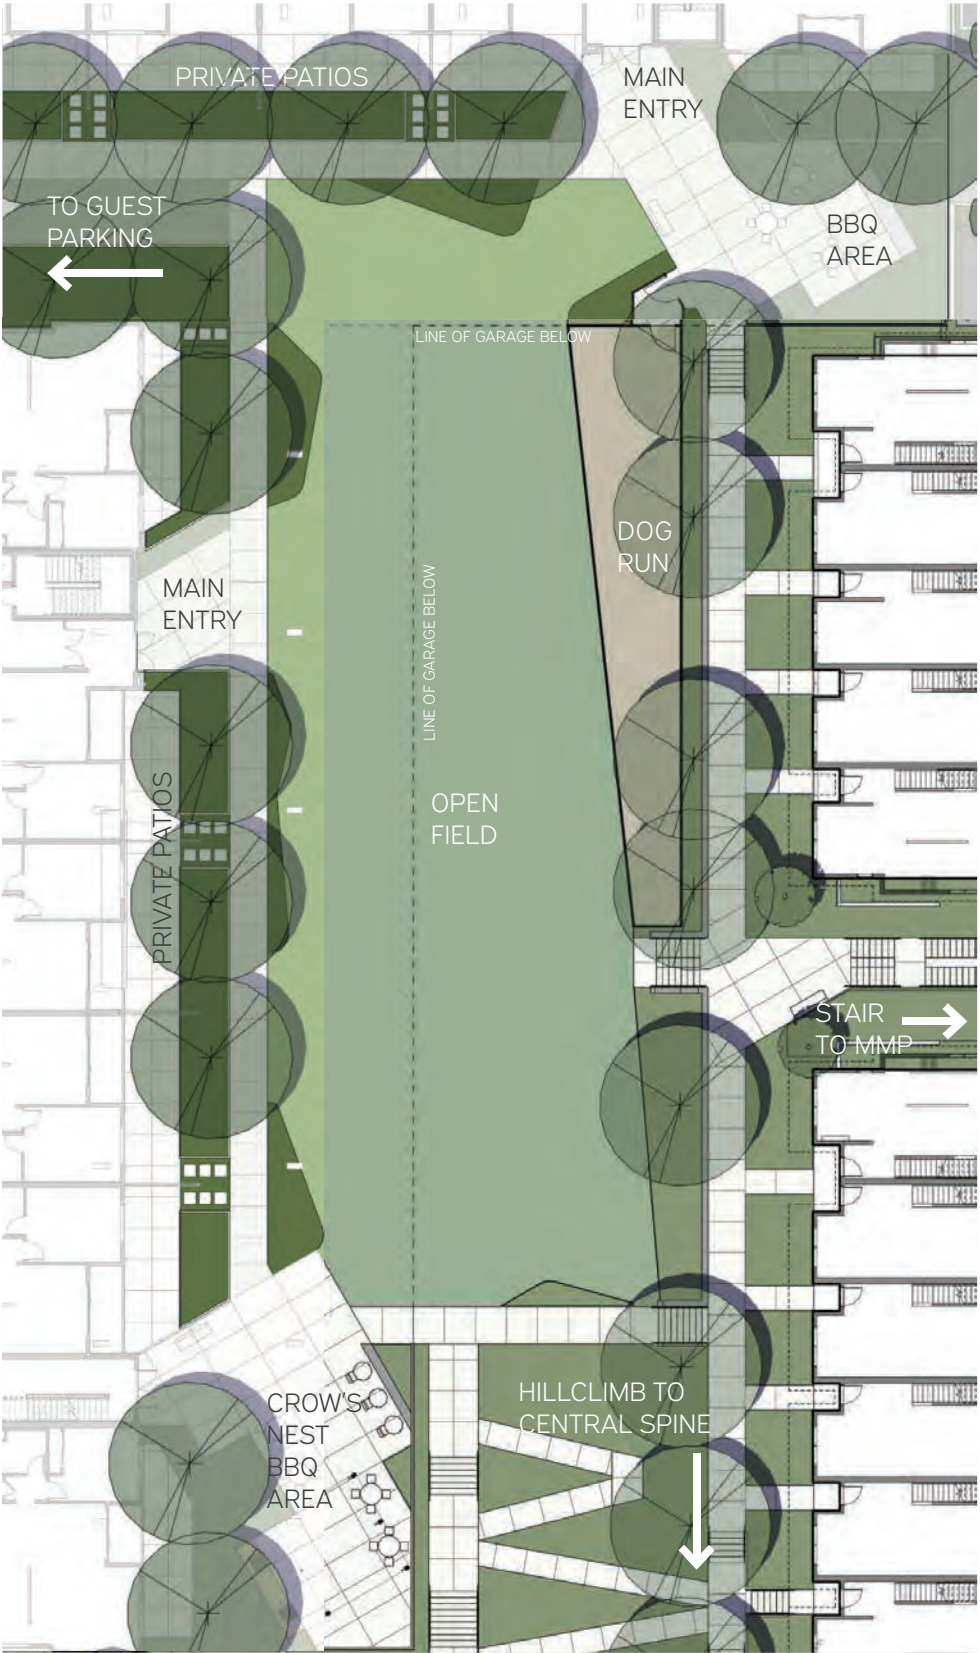 PRIVATE PATIOS
MAIN
ENTRY
TO GUEST
PARKING
BBQ
AREA
LINE OF GARAGE BELOW
DOG
RUN
LINE OF GARAGE BELOW
MAIN
ENTRY
PRIVATE PATIOS
OPEN
FIELD
STAIR
TO MMP
CROW'S
NEST
BBQ
AREA
HILLCLIMB TO
CENTRAL SPINE